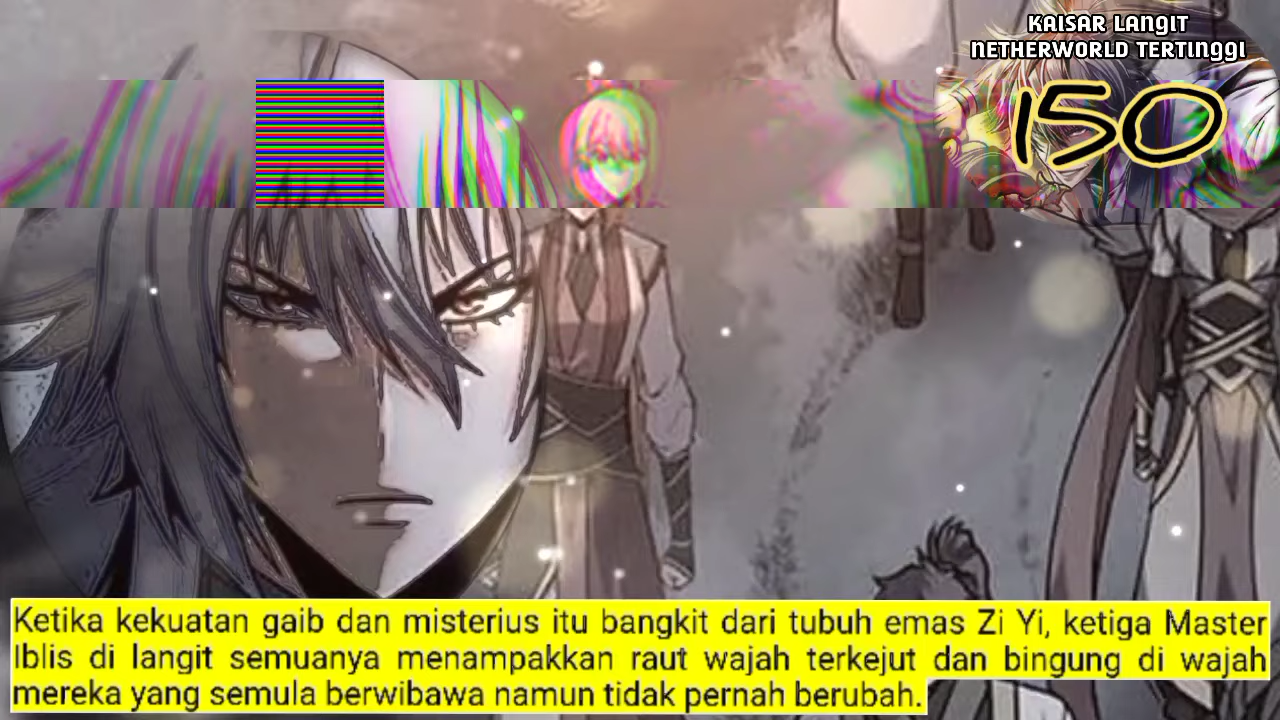 KAISAR LANGIT
NETHERWORLD TERTINGGI
150
Ketika kekuatan gaib dan misterius itu bangkit dari tubuh emas Zi Yi, ketiga Master
Iblis di langit semuanya menampakkan raut wajah terkejut dan bingung di wajah
mereka yang semula berwibawa namun tidak pernah berubah.